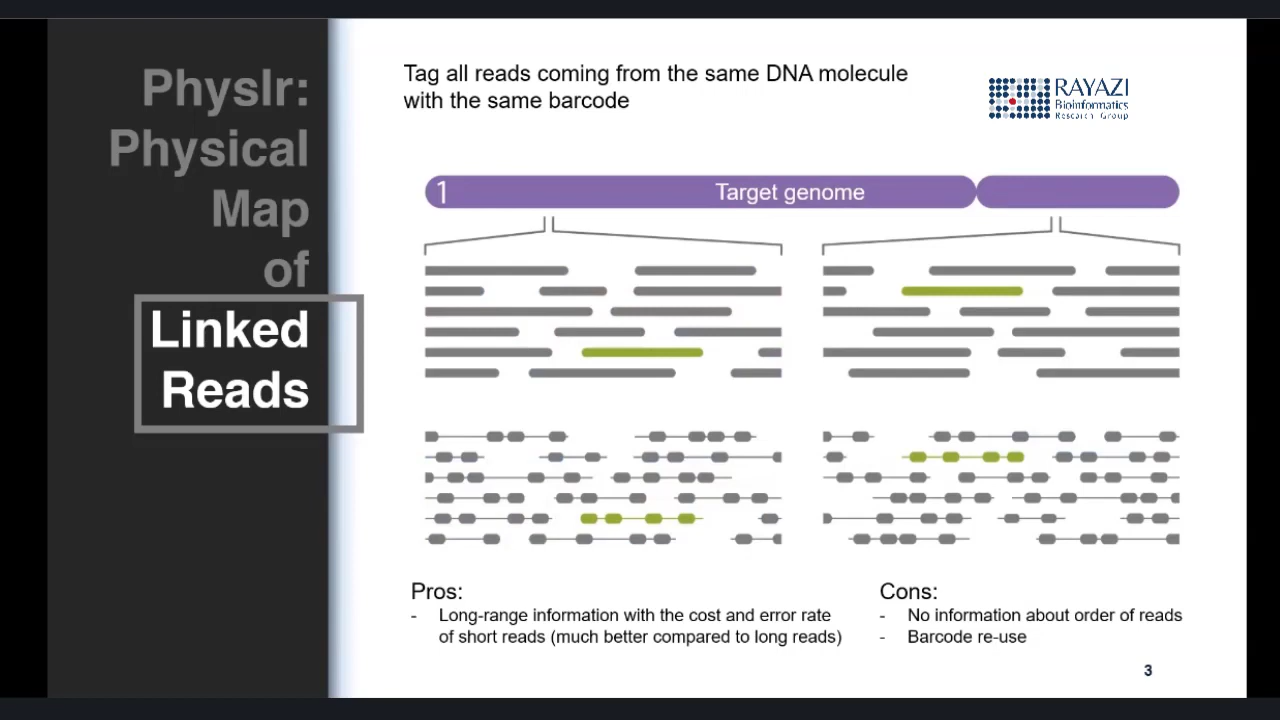 Physlr:
Physical
Map
of
Linked
Reads
Tag all reads coming from the same DNA molecule
with the same barcode
RAYAZI
Bioinformatics
Research Group
1
Target genome
Pros:
- Long-range information with the cost and error rate
of short reads (much better compared to long reads)
Cons:
- No information about order of reads
- Barcode re-use
3